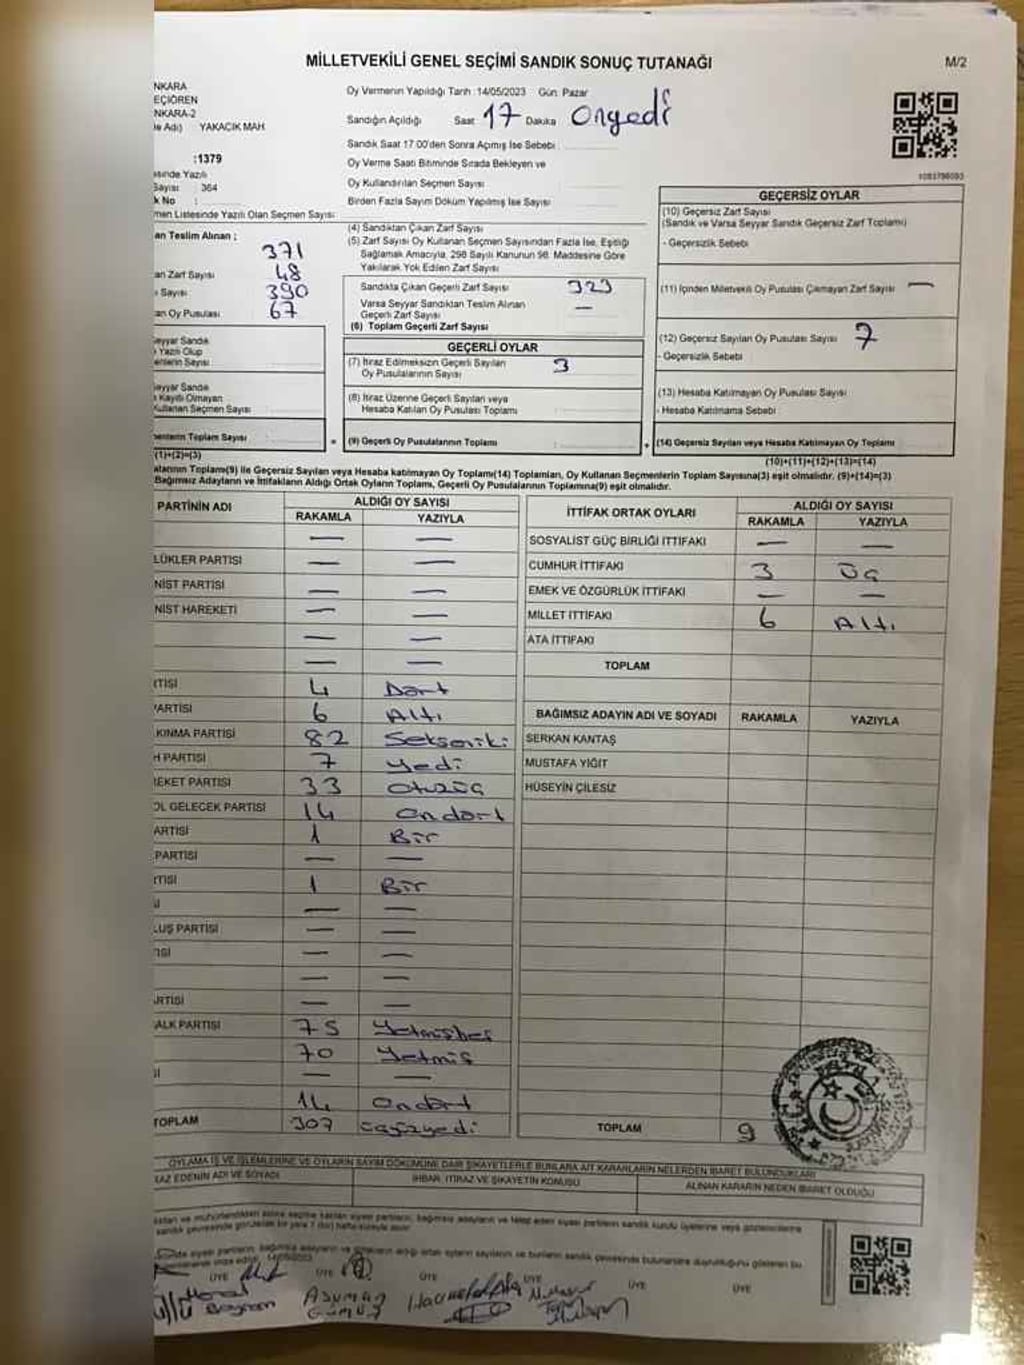 MİLLETVEKİLİ GENEL SEÇİMİ SANDIK SONUÇ TUTANAĞI
M/2
NKARA
EÇİÖREN
NKARA-2
YAKACIK MAH
:1379
Sayısı : 364
k No :
men Listesinde Yazılı Olan Seçmen Sayısı
Oy Vermenin Yapıldığı Tarih :14/05/2023 Gün: Pazar
Sandığın Açıldığı Saat 17 Dakika Onyedi
Sandık Saat 17:00'den Sonra Açımış İse Sebebi :
Oy Verme Saati Bitiminde Sırada Bekleyen ve
Oy Kullandırılan Seçmen Sayısı :
Birden Fazla Sayım Döküm Yapılmış İse Sayısı
an Teslim Alınan ;
371
an Zarf Sayısı 48
ı Sayısı : 390
an Oy Pusulası 67
eyyar Sandık
Yazılı Olup
enlerin Sayısı
eyyar Sandık
Kayıtlı Olmayan
Kullanan Seçmen Sayısı
menlerin Toplam Sayısı
(1)+(2)=(3)
(4) Sandıktan Çıkan Zarf Sayısı
(5) Zarf Sayısı Oy Kullanan Seçmen Sayısından Fazla İse, Eşitliği
Sağlamak Amacıyla, 298 Sayılı Kanunun 98. Maddesine Göre
Yakılarak Yok Edilen Zarf Sayısı
Sandıkta Çıkan Geçerli Zarf Sayısı 323
Varsa Seyyar Sandıktan Teslim Alınan
Geçerli Zarf Sayısı —
(6) Toplam Geçerli Zarf Sayısı
GEÇERLİ OYLAR
(7) İtiraz Edilmeksizin Geçerli Sayılan
Oy Pusulalarının Sayısı 3
(8) İtiraz Üzerine Geçerli Sayılan veya
Hesaba Katılan Oy Pusulası Toplamı
(9) Geçerli Oy Pusulalarının Toplamı
GEÇERSİZ OYLAR
(10) Geçersiz Zarf Sayısı
(Sandık ve Varsa Seyyar Sandık Geçersiz Zarf Toplamı)
- Geçersizlik Sebebi
(11) İçinden Milletvekili Oy Pusulası Çıkmayan Zarf Sayısı —
(12) Geçersiz Sayılan Oy Pusulası Sayısı 7
- Geçersizlik Sebebi
(13) Hesaba Katılmayan Oy Pusulası Sayısı
- Hesaba Katılmama Sebebi
(14) Geçersiz Sayılan veya Hesaba Katılmayan Oy Toplamı
(10)+(11)+(12)+(13)=(14)
alarının Toplamı(9) ile Geçersiz Sayılan veya Hesaba katılmayan Oy Toplamı(14) Toplamları, Oy Kullanan Seçmenlerin Toplam Sayısına(3) eşit olmalıdır. (9)+(14)=(3)
Bağımsız Adayların ve İttifakların Aldığı Ortak Oyların Toplamı, Geçerli Oy Pusulalarının Toplamına(9) eşit olmalıdır.
PARTİNİN ADI ALDIĞI OY SAYISI
RAKAMLA YAZIYLA
— —
LÜKLER PARTİSİ — —
NİST PARTİSİ — —
NİST HAREKETİ — —
— —
— —
RTİSİ 4 Dört
PARTİSİ 6 Altı
KINMA PARTİSİ 82 Seksen iki
H PARTİSİ 7 Yedi
REKET PARTİSİ 33 Otuzüç
OL GELECEK PARTİSİ 14 Ondört
PARTİSİ 1 Bir
PARTİSİ — —
RTİSİ 1 Bir
— —
LUŞ PARTİSİ — —
— —
— —
ARTİSİ — —
ALK PARTİSİ 75 Yetmişbeş
70 Yetmiş
— —
14 Ondört
TOPLAM 307 üçyüzyedi
İTTİFAK ORTAK OYLARI ALDIĞI OY SAYISI
RAKAMLA YAZIYLA
SOSYALİST GÜÇ BİRLİĞİ İTTİFAKI — —
CUMHUR İTTİFAKI 3 Üç
EMEK VE ÖZGÜRLÜK İTTİFAKI — —
MİLLET İTTİFAKI 6 Altı
ATA İTTİFAKI
TOPLAM
BAĞIMSIZ ADAYIN ADI VE SOYADI RAKAMLA YAZIYLA
SERKAN KANTAŞ
MUSTAFA YİĞİT
HÜSEYİN ÇİLESİZ
TOPLAM 9
OYLAMA İŞ VE İŞLEMLERİNE VE OYLARIN SAYIM DÖKÜMÜNE DAİR ŞİKAYETLERLE BUNLARA AİT KARARLARIN NELERDEN İBARET BULUNDUKLARI
RAZ EDENİN ADI VE SOYADI İHBAR, İTİRAZ VE ŞİKAYETİN KONUSU ALINAN KARARIN NEDEN İBARET OLDUĞU
ÜYE ÜYE ÜYE ÜYE ÜYE ÜYE
Bayram